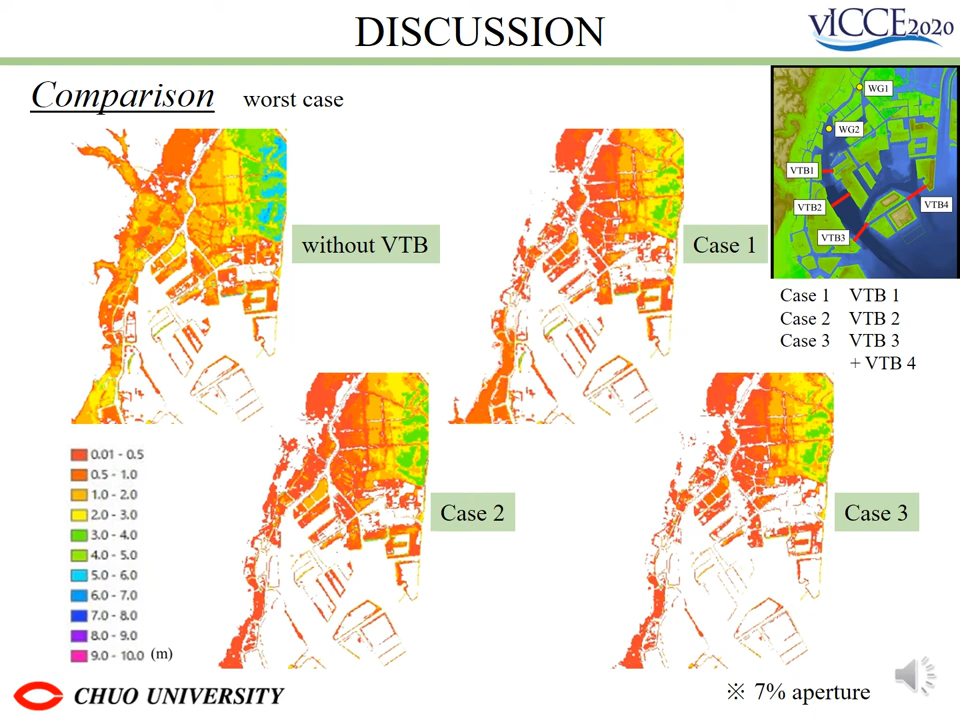 DISCUSSION
vICCE2020
Comparison worst case
WG1
WG2
VTB1
VTB2
VTB4
VTB3
without VTB
Case 1
Case 1 VTB 1
Case 2 VTB 2
Case 3 VTB 3
+ VTB 4
0.01 - 0.5
0.5 - 1.0
1.0 - 2.0
2.0 - 3.0
3.0 - 4.0
4.0 - 5.0
5.0 - 6.0
6.0 - 7.0
7.0 - 8.0
8.0 - 9.0
9.0 - 10.0 (m)
Case 2
Case 3
CHUO UNIVERSITY
※ 7% aperture